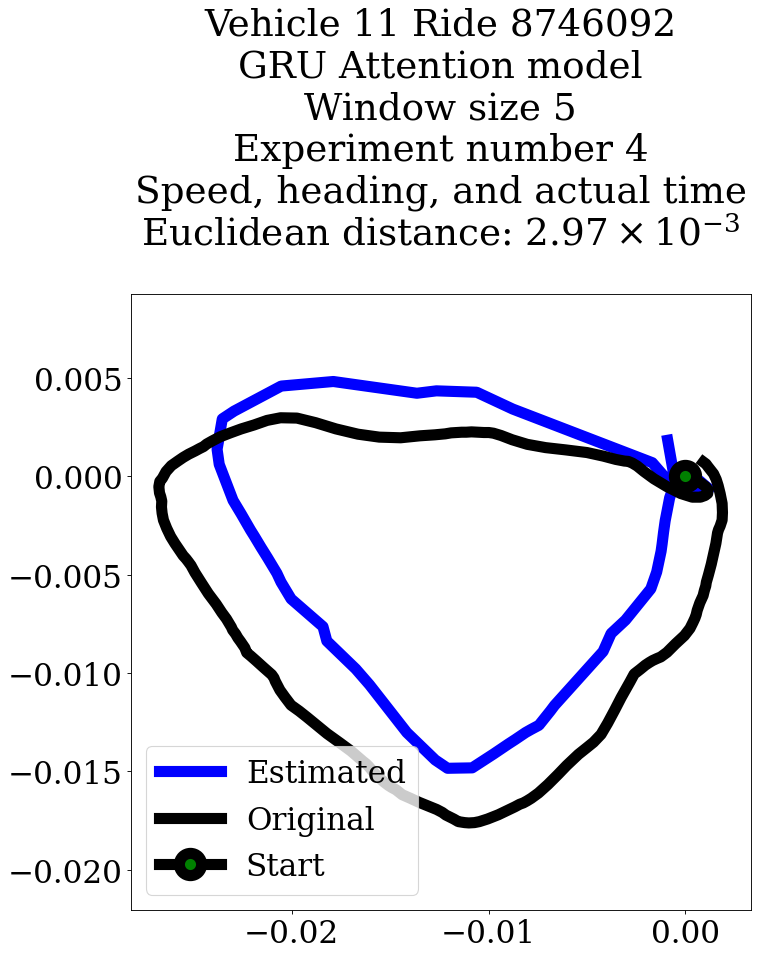 Vehicle 11 Ride 8746092
GRU Attention model
Window size 5
Experiment number 4
Speed, heading, and actual time
Euclidean distance: 2.97 × 10⁻³
0.005
0.000
−0.005
−0.010
−0.015
−0.020
Estimated
Original
Start
−0.02
−0.01
0.00